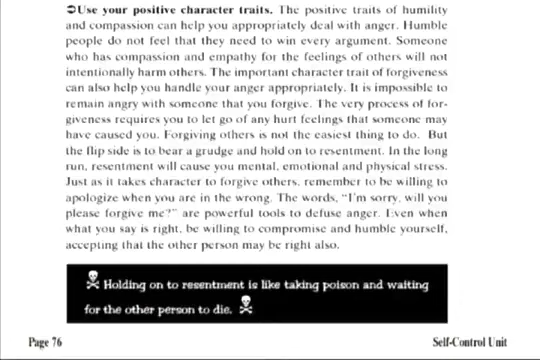 ➲Use your positive character traits. The positive traits of humility
and compassion can help you appropriately deal with anger. Humble
people do not feel that they need to win every argument. Someone
who has compassion and empathy for the feelings of others will not
intentionally harm others. The important character trait of forgiveness
can also help you handle your anger appropriately. It is impossible to
remain angry with someone that you forgive. The very process of for-
giveness requires you to let go of any hurt feelings that someone may
have caused you. Forgiving others is not the easiest thing to do. But
the flip side is to bear a grudge and hold on to resentment. In the long
run, resentment will cause you mental, emotional and physical stress.
Just as it takes character to forgive others, remember to be willing to
apologize when you are in the wrong. The words, "I'm sorry, will you
please forgive me?" are powerful tools to defuse anger. Even when
what you say is right, be willing to compromise and humble yourself,
accepting that the other person may be right also.
☠ Holding on to resentment is like taking poison and waiting
for the other person to die. ☠
Page 76 Self-Control Unit